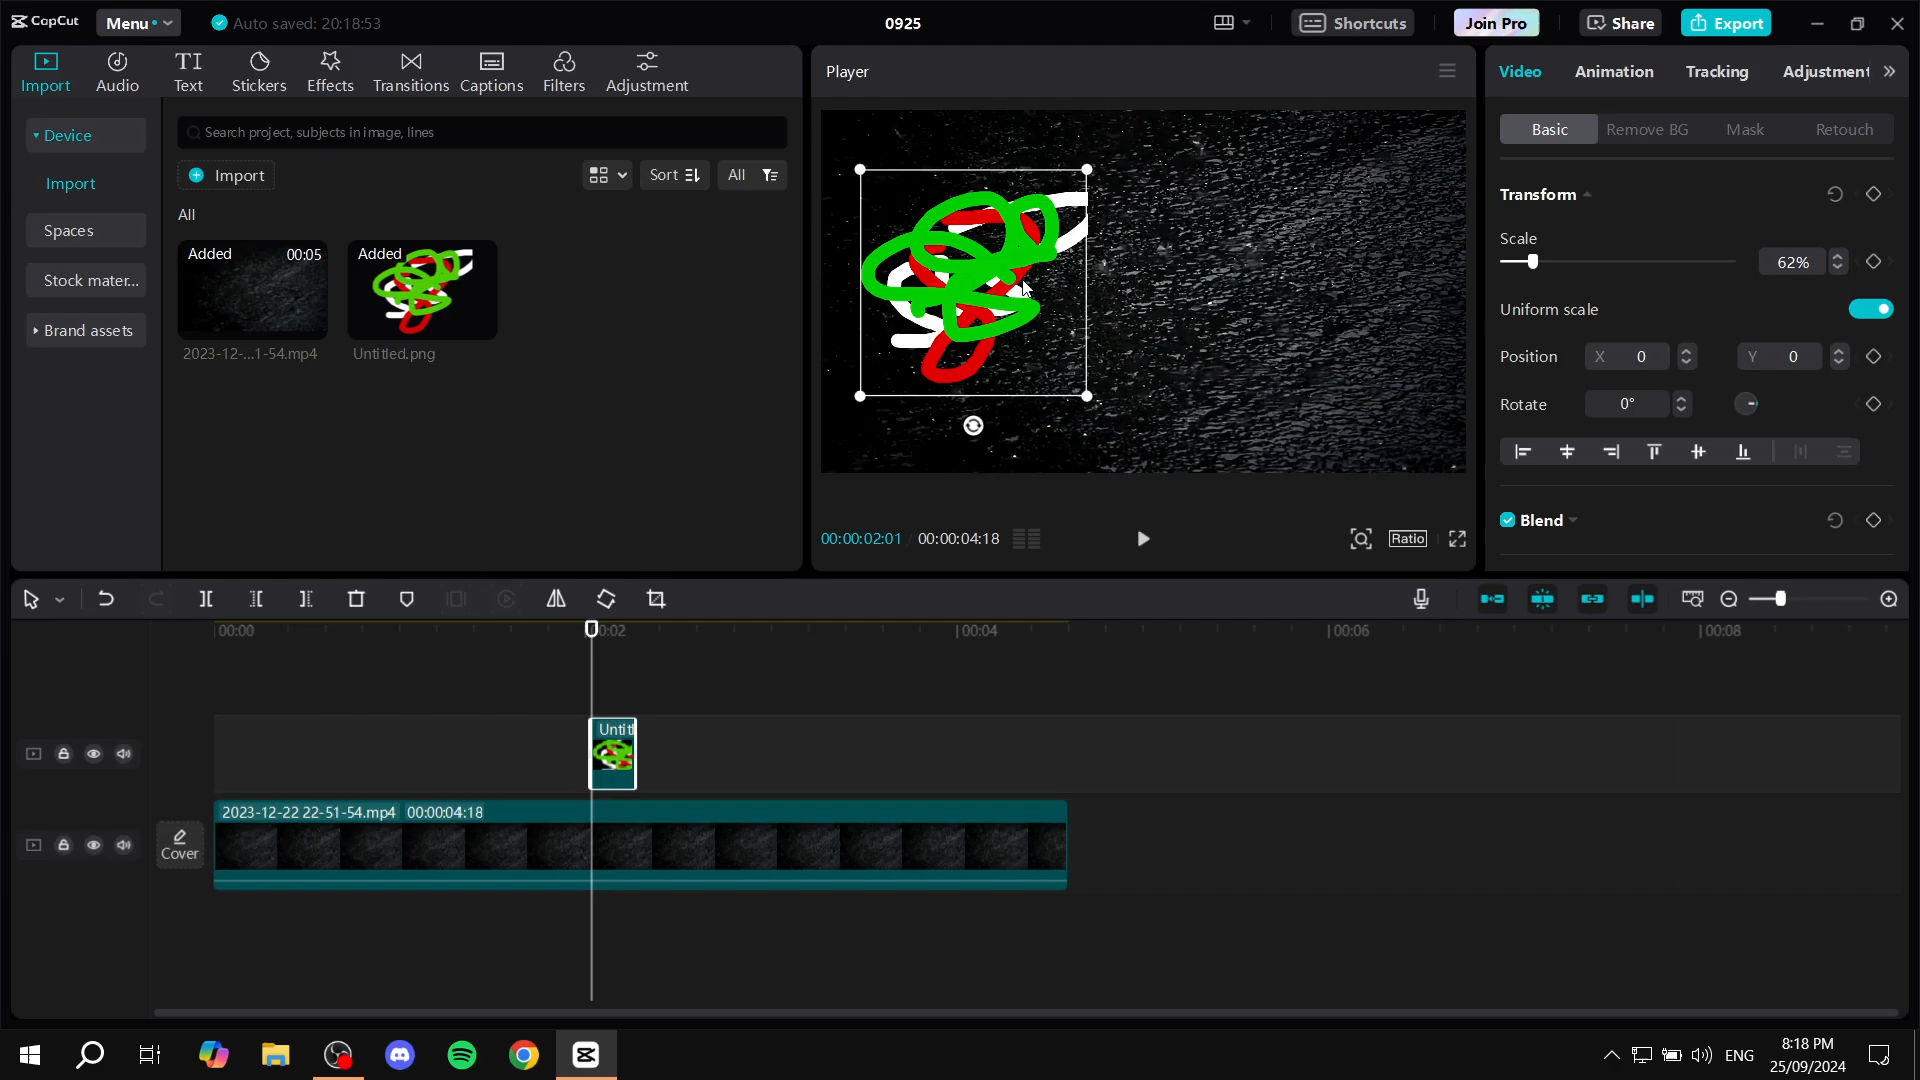 CapCut
Menu
Auto saved: 20:18:53
0925
Shortcuts
Join Pro
Share
Export
Import
Audio
TI
Text
Stickers
Effects
Transitions
Captions
Filters
Adjustment
Device
Import
Spaces
Stock mater...
Brand assets
Search project, subjects in image, lines
Import
Sort
All
All
Added
00:05
2023-12-...1-54.mp4
Added
Untitled.png
Player
00:00:02:01
00:00:04:18
Ratio
Video
Animation
Tracking
Adjustment
Basic
Remove BG
Mask
Retouch
Transform
Scale
62%
Uniform scale
Position
X 0
Y 0
Rotate
0°
Blend
00:00
0:02
00:04
00:06
00:08
Untitl
Cover
2023-12-22 22-51-54.mp4 00:00:04:18
ENG
8:18 PM
25/09/2024